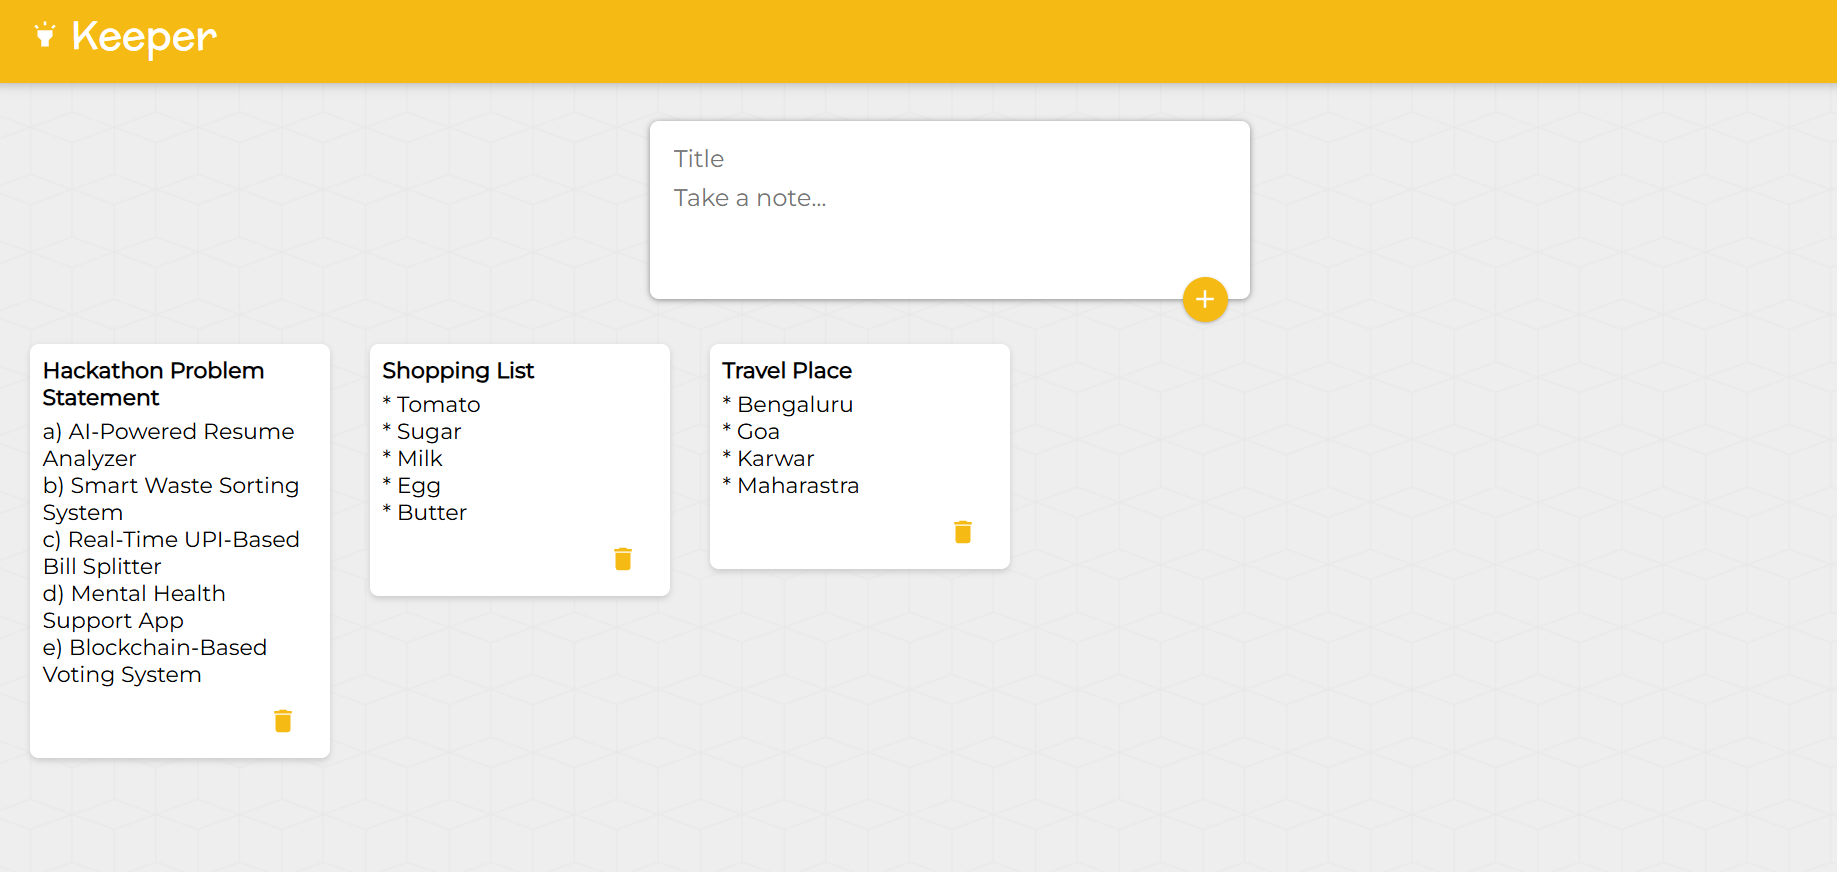 Keeper
Title
Take a note...
Hackathon Problem
Statement
a) AI-Powered Resume
Analyzer
b) Smart Waste Sorting
System
c) Real-Time UPI-Based
Bill Splitter
d) Mental Health
Support App
e) Blockchain-Based
Voting System
Shopping List
* Tomato
* Sugar
* Milk
* Egg
* Butter
Travel Place
* Bengaluru
* Goa
* Karwar
* Maharastra